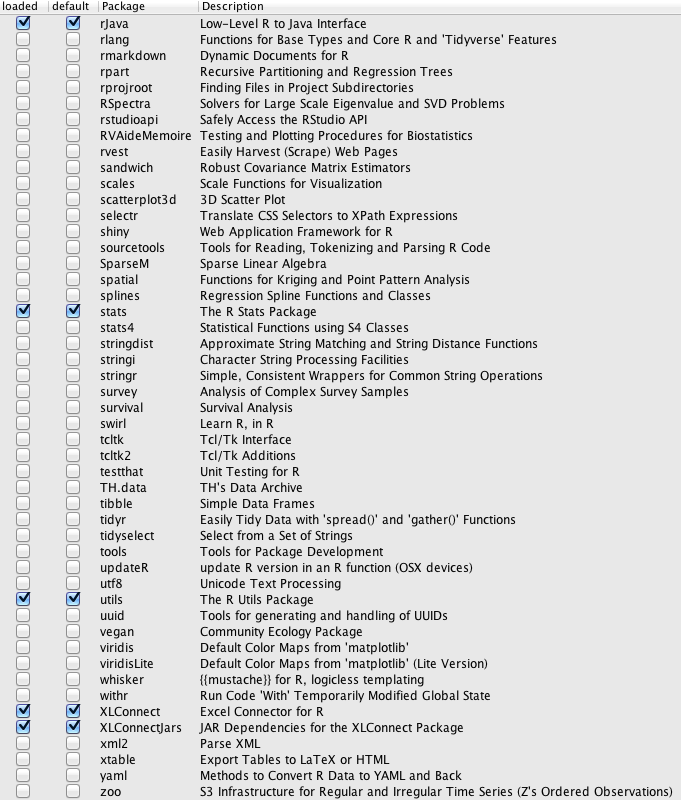 loaded default Package Description
rJava Low-Level R to Java Interface
rlang Functions for Base Types and Core R and 'Tidyverse' Features
rmarkdown Dynamic Documents for R
rpart Recursive Partitioning and Regression Trees
rprojroot Finding Files in Project Subdirectories
RSpectra Solvers for Large Scale Eigenvalue and SVD Problems
rstudioapi Safely Access the RStudio API
RVAideMemoire Testing and Plotting Procedures for Biostatistics
rvest Easily Harvest (Scrape) Web Pages
sandwich Robust Covariance Matrix Estimators
scales Scale Functions for Visualization
scatterplot3d 3D Scatter Plot
selectr Translate CSS Selectors to XPath Expressions
shiny Web Application Framework for R
sourcetools Tools for Reading, Tokenizing and Parsing R Code
SparseM Sparse Linear Algebra
spatial Functions for Kriging and Point Pattern Analysis
splines Regression Spline Functions and Classes
stats The R Stats Package
stats4 Statistical Functions using S4 Classes
stringdist Approximate String Matching and String Distance Functions
stringi Character String Processing Facilities
stringr Simple, Consistent Wrappers for Common String Operations
survey Analysis of Complex Survey Samples
survival Survival Analysis
swirl Learn R, in R
tcltk Tcl/Tk Interface
tcltk2 Tcl/Tk Additions
testthat Unit Testing for R
TH.data TH's Data Archive
tibble Simple Data Frames
tidyr Easily Tidy Data with 'spread()' and 'gather()' Functions
tidyselect Select from a Set of Strings
tools Tools for Package Development
updateR update R version in an R function (OSX devices)
utf8 Unicode Text Processing
utils The R Utils Package
uuid Tools for generating and handling of UUIDs
vegan Community Ecology Package
viridis Default Color Maps from 'matplotlib'
viridisLite Default Color Maps from 'matplotlib' (Lite Version)
whisker {{mustache}} for R, logicless templating
withr Run Code 'With' Temporarily Modified Global State
XLConnect Excel Connector for R
XLConnectJars JAR Dependencies for the XLConnect Package
xml2 Parse XML
xtable Export Tables to LaTeX or HTML
yaml Methods to Convert R Data to YAML and Back
zoo S3 Infrastructure for Regular and Irregular Time Series (Z's Ordered Observations)